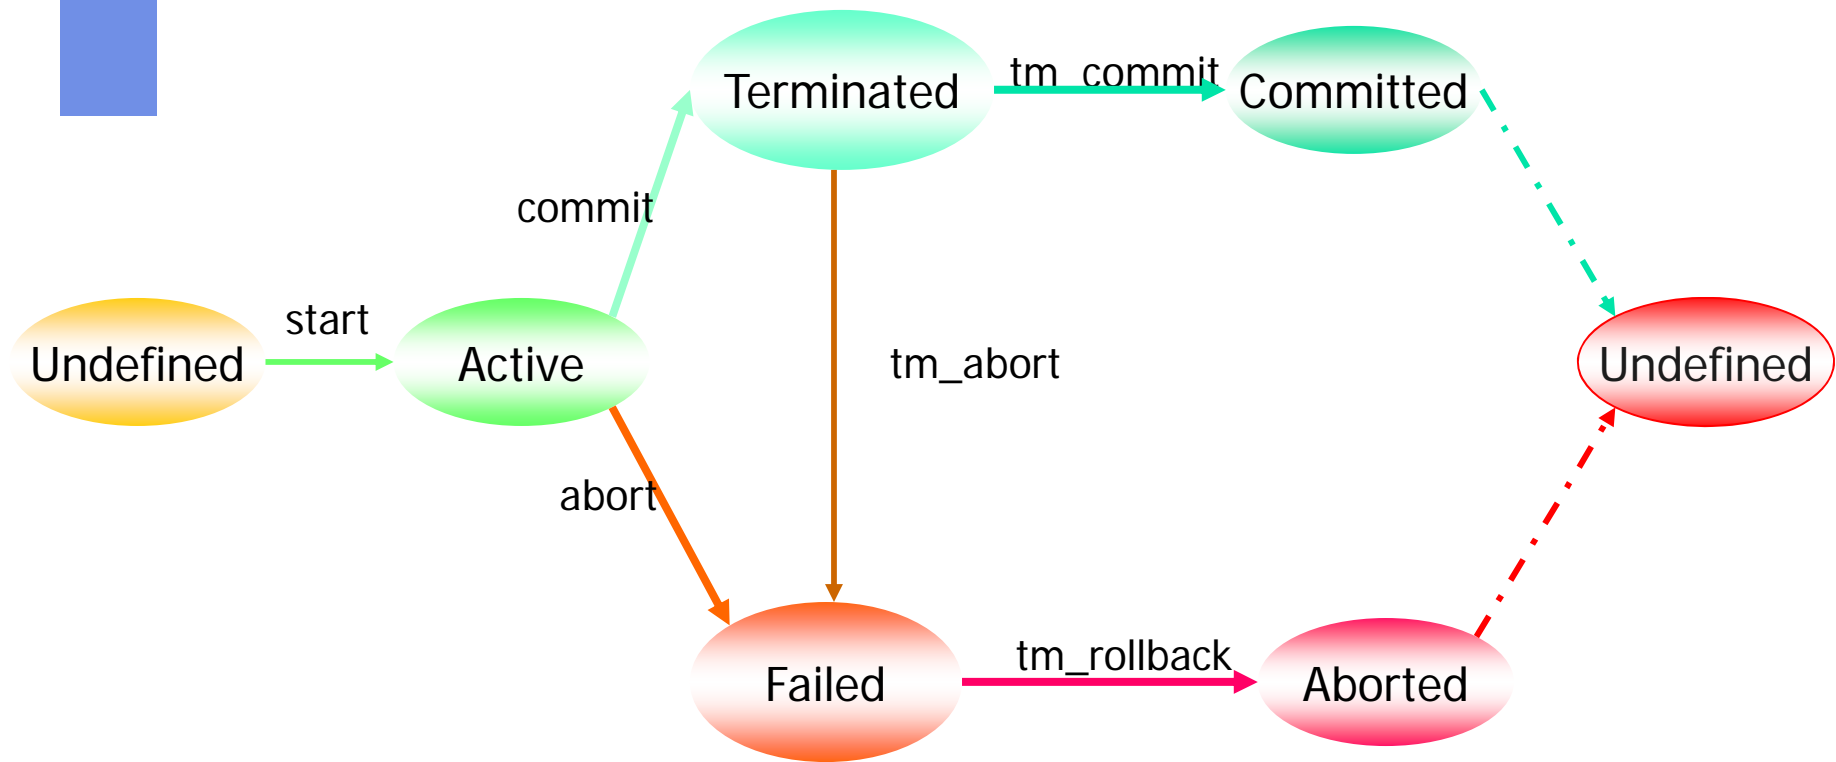 Terminated
tm_commit
Committed
commit
start
Undefined
Active
tm_abort
Undefined
abort
tm_rollback
Failed
Aborted